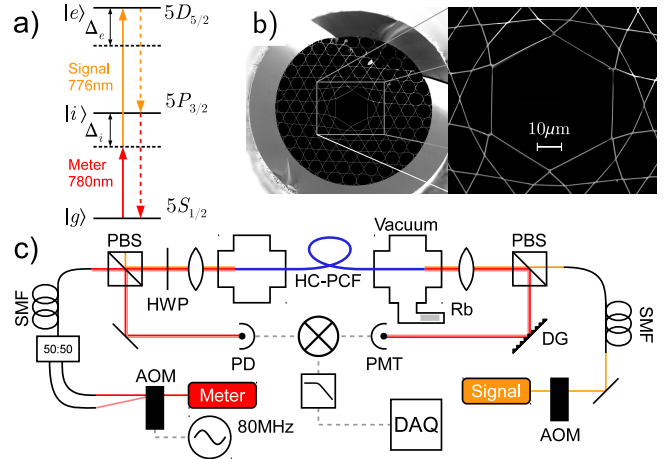 a)
|e⟩
5D5/2
Δe
Signal
776nm
|i⟩
5P3/2
Δi
Meter
780nm
|g⟩
5S1/2
b)
10μm
c)
PBS
HWP
SMF
50:50
AOM
Meter
80MHz
PD
HC-PCF
PMT
Vacuum
Rb
PBS
DG
SMF
Signal
AOM
DAQ